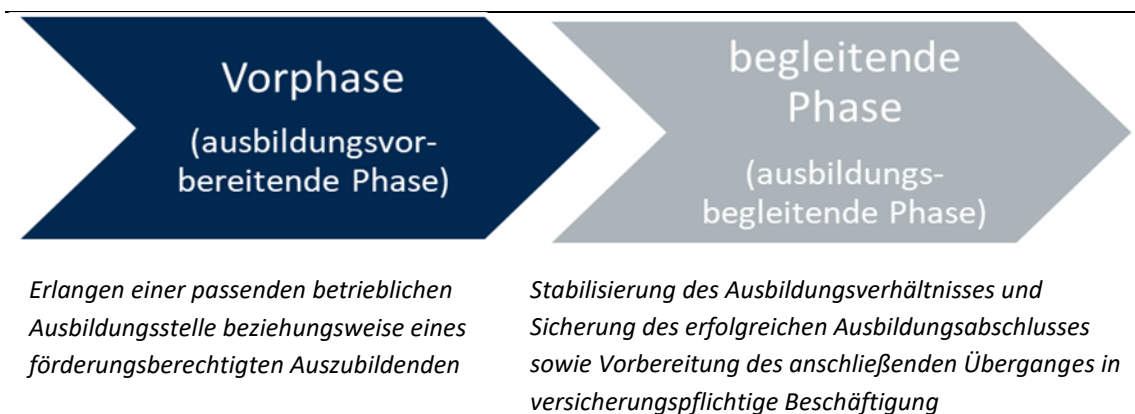 Vorphase
(ausbildungsvor-
bereitende Phase)
begleitende
Phase
(ausbildungs-
begleitende Phase)
Erlangen einer passenden betrieblichen
Ausbildungsstelle beziehungsweise eines
förderungsberechtigten Auszubildenden
Stabilisierung des Ausbildungsverhältnisses und
Sicherung des erfolgreichen Ausbildungsabschlusses
sowie Vorbereitung des anschließenden Überganges in
versicherungspflichtige Beschäftigung